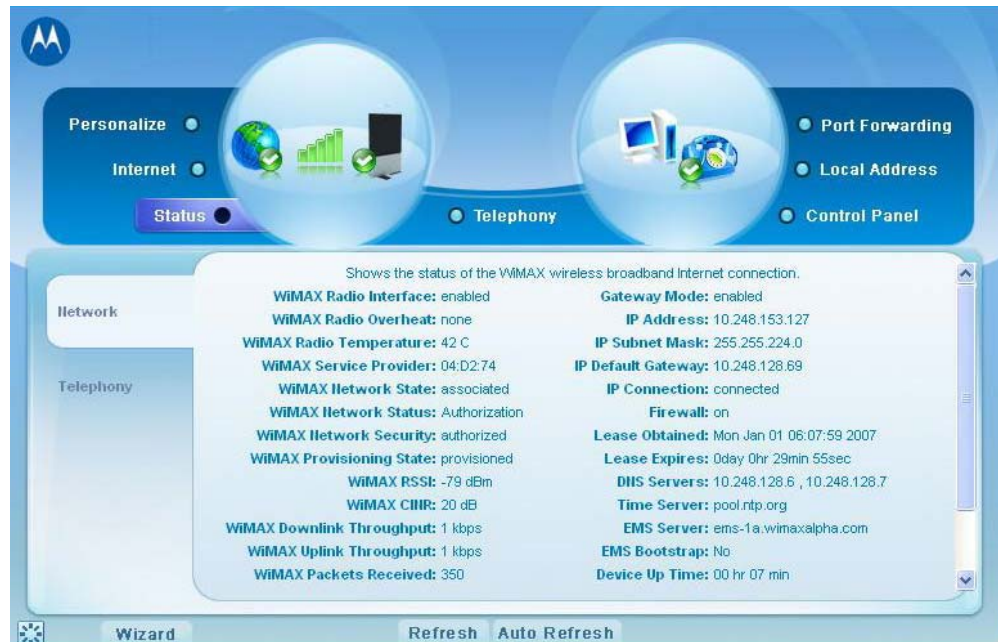 Personalize
Internet
Status
Telephony
Port Forwarding
Local Address
Control Panel
Network
Telephony
Shows the status of the WiMAX wireless broadband Internet connection.
WiMAX Radio Interface: enabled
WiMAX Radio Overheat: none
WiMAX Radio Temperature: 42 C
WiMAX Service Provider: 04:D2:74
WiMAX Network State: associated
WiMAX Network Status: Authorization
WiMAX Network Security: authorized
WiMAX Provisioning State: provisioned
WiMAX RSSI: -79 dBm
WiMAX CINR: 20 dB
WiMAX Downlink Throughput: 1 kbps
WiMAX Uplink Throughput: 1 kbps
WiMAX Packets Received: 350
Gateway Mode: enabled
IP Address: 10.248.153.127
IP Subnet Mask: 255.255.224.0
IP Default Gateway: 10.248.128.69
IP Connection: connected
Firewall: on
Lease Obtained: Mon Jan 01 06:07:59 2007
Lease Expires: 0day 0hr 29min 55sec
DNS Servers: 10.248.128.6 , 10.248.128.7
Time Server: pool.ntp.org
EMS Server: ems-1a.wimaxalpha.com
EMS Bootstrap: No
Device Up Time: 00 hr 07 min
Wizard
Refresh
Auto Refresh